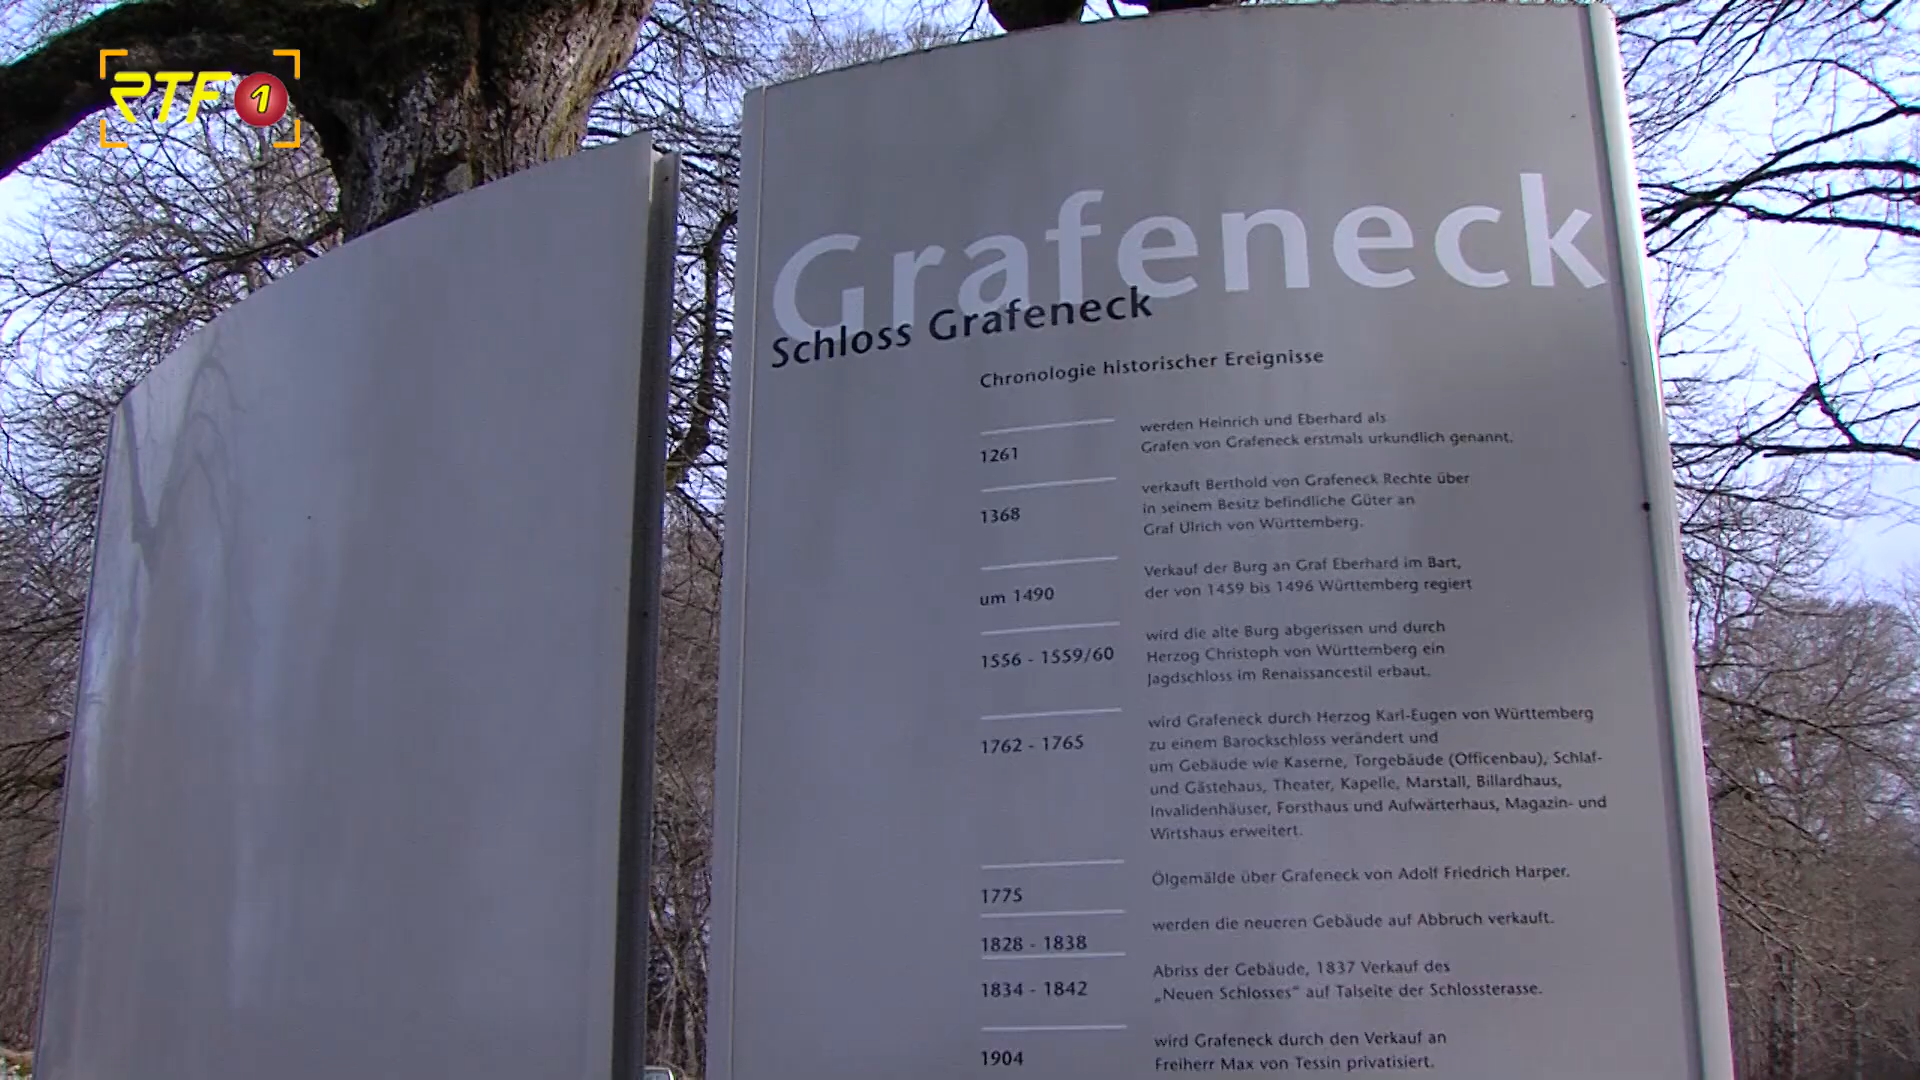 RTF 1
Grafeneck
Schloss Grafeneck
Chronologie historischer Ereignisse
1261
werden Heinrich und Eberhard als
Grafen von Grafeneck erstmals urkundlich genannt.
1368
verkauft Berthold von Grafeneck Rechte über
in seinem Besitz befindliche Güter an
Graf Ulrich von Württemberg.
um 1490
Verkauf der Burg an Graf Eberhard im Bart,
der von 1459 bis 1496 Württemberg regiert
1556 - 1559/60
wird die alte Burg abgerissen und durch
Herzog Christoph von Württemberg ein
Jagdschloss im Renaissancestil erbaut.
1762 - 1765
wird Grafeneck durch Herzog Karl-Eugen von Württemberg
zu einem Barockschloss verändert und
um Gebäude wie Kaserne, Torgebäude (Officenbau), Schlaf-
und Gästehaus, Theater, Kapelle, Marstall, Billardhaus,
Invalidenhäuser, Forsthaus und Aufwärterhaus, Magazin- und
Wirtshaus erweitert.
1775
Ölgemälde über Grafeneck von Adolf Friedrich Harper.
1828 - 1838
werden die neueren Gebäude auf Abbruch verkauft.
1834 - 1842
Abriss der Gebäude, 1837 Verkauf des
„Neuen Schlosses“ auf Talseite der Schlossterasse.
1904
wird Grafeneck durch den Verkauf an
Freiherr Max von Tessin privatisiert.